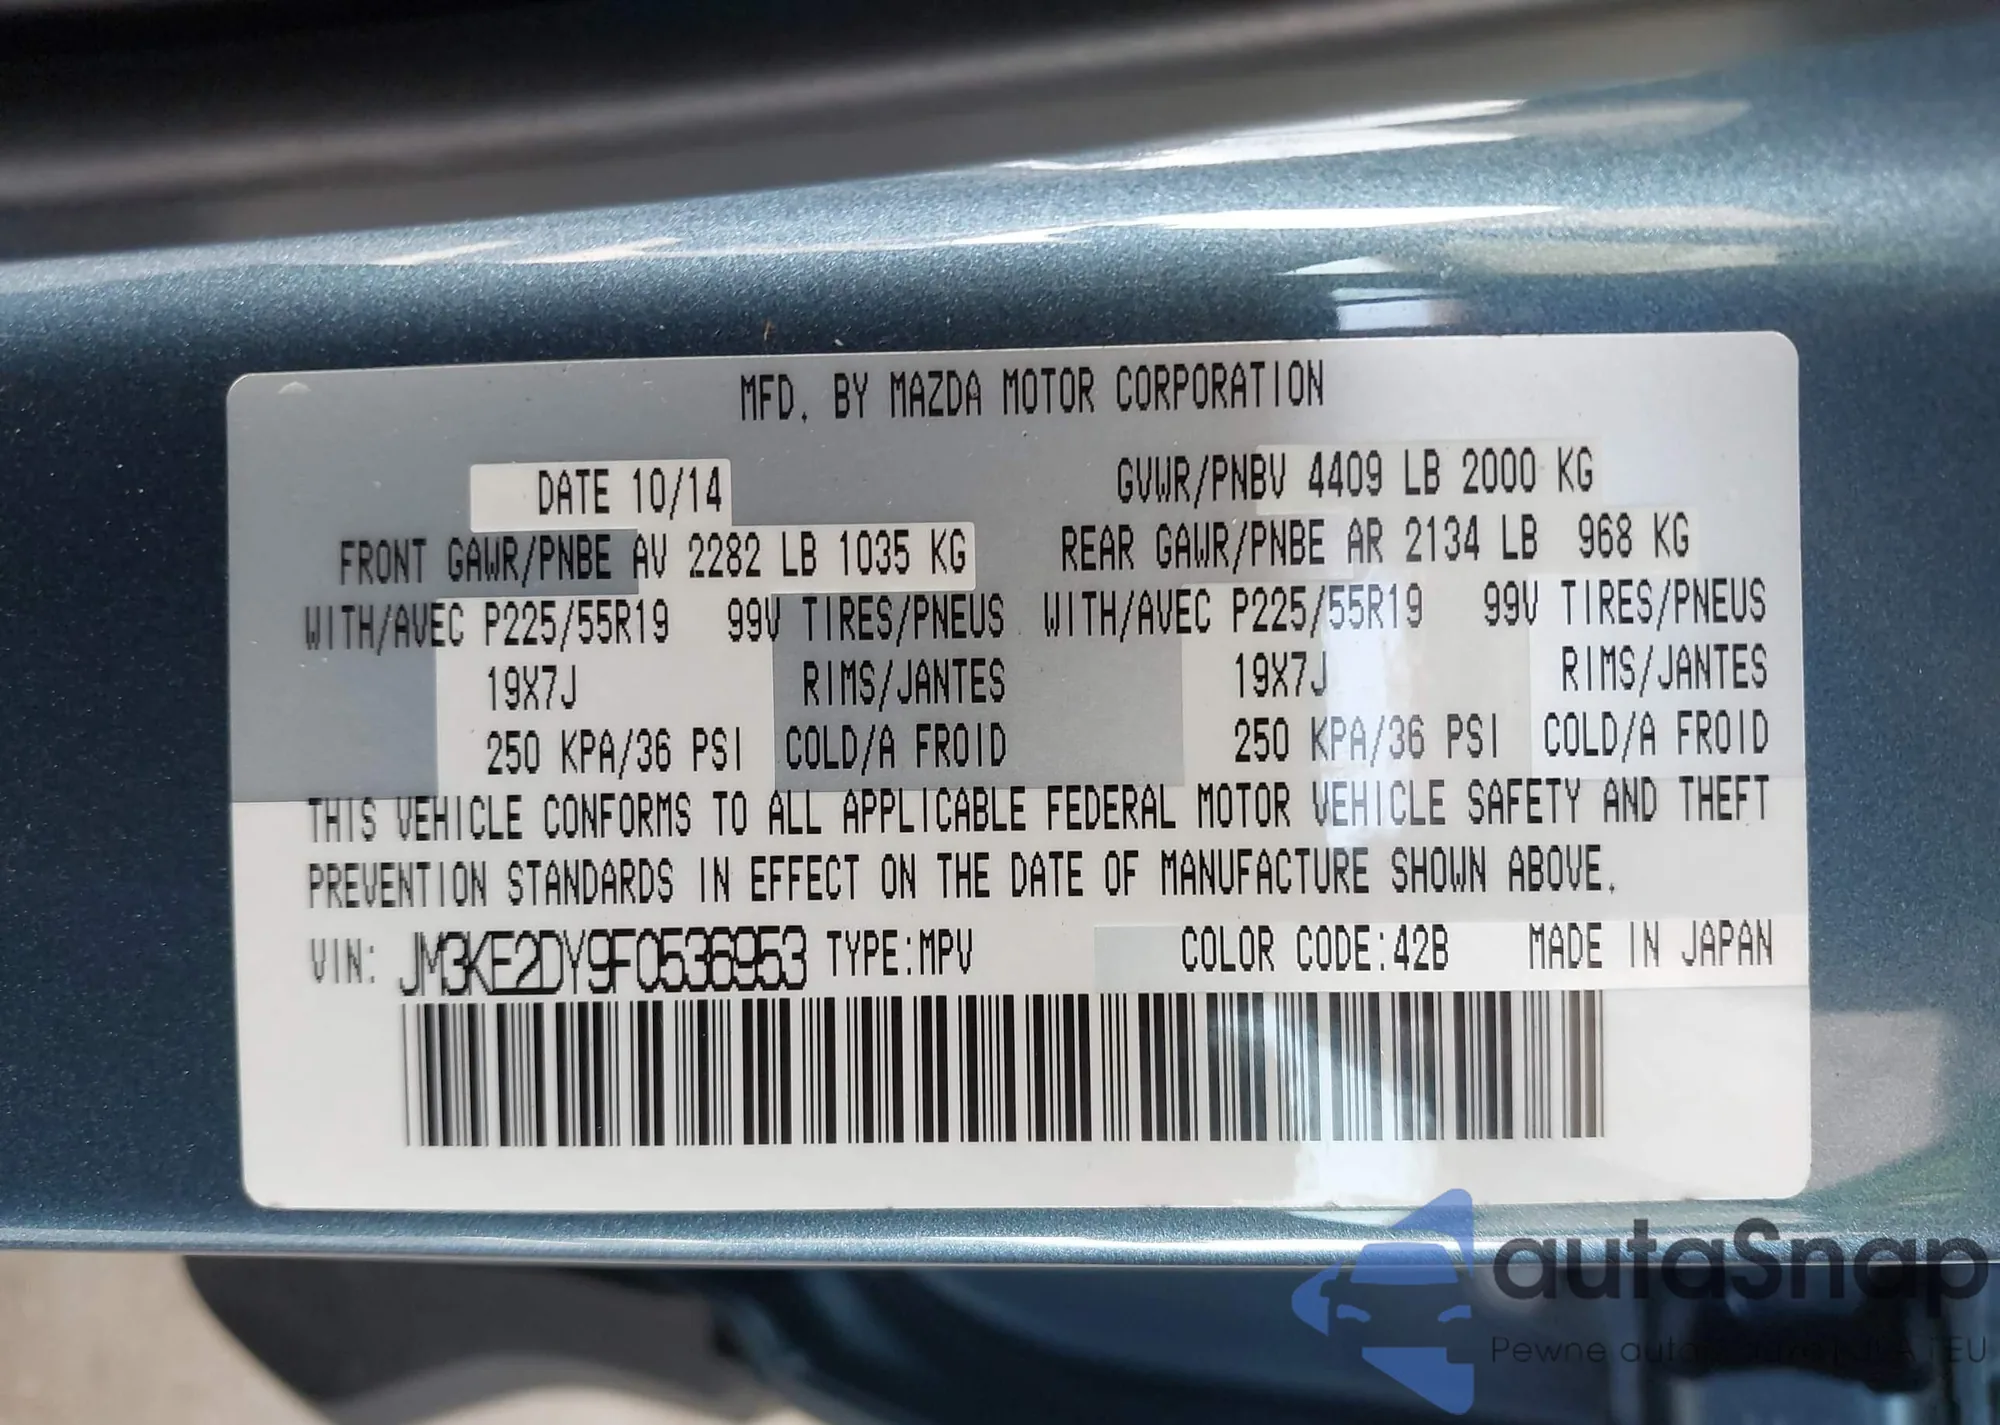 MFD. BY MAZDA MOTOR CORPORATION
DATE 10/14 GVWR/PNBV 4409 LB 2000 KG
FRONT GAWR/PNBE AV 2282 LB 1035 KG REAR GAWR/PNBE AR 2134 LB 968 KG
WITH/AVEC P225/55R19 99V TIRES/PNEUS WITH/AVEC P225/55R19 99V TIRES/PNEUS
19X7J RIMS/JANTES 19X7J RIMS/JANTES
250 KPA/36 PSI COLD/A FROID 250 KPA/36 PSI COLD/A FROID
THIS VEHICLE CONFORMS TO ALL APPLICABLE FEDERAL MOTOR VEHICLE SAFETY AND THEFT
PREVENTION STANDARDS IN EFFECT ON THE DATE OF MANUFACTURE SHOWN ABOVE.
VIN: JM3KE2DY9F0536953 TYPE:MPV COLOR CODE:42B MADE IN JAPAN
autaSnap
Pewne auta